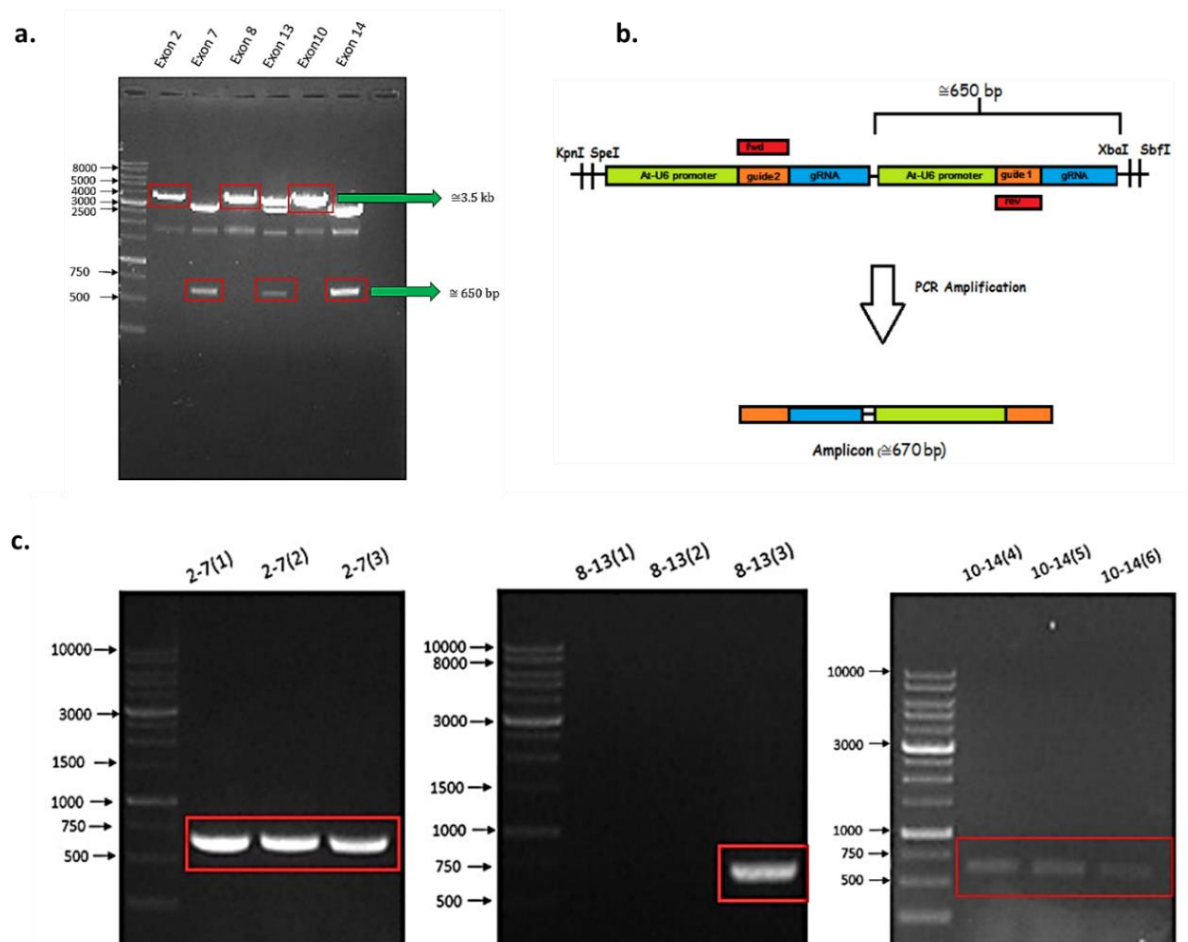 a.
Exon 2 Exon 7 Exon 8 Exon 13 Exon10 Exon 14
8000
5000
4000
3000
2500
750
500
≅3.5 kb
≅ 650 bp
b.
≅650 bp
KpnI SpeI
XbaI SbfI
fwd
At-U6 promoter guide2 gRNA At-U6 promoter guide 1 gRNA
rev
PCR Amplification
Amplicon (≅670 bp)
c.
2-7(1) 2-7(2) 2-7(3)
10000
3000
1500
1000
750
500
8-13(1) 8-13(2) 8-13(3)
10000
8000
3000
1500
1000
750
500
10-14(4) 10-14(5) 10-14(6)
10000
3000
1000
750
500